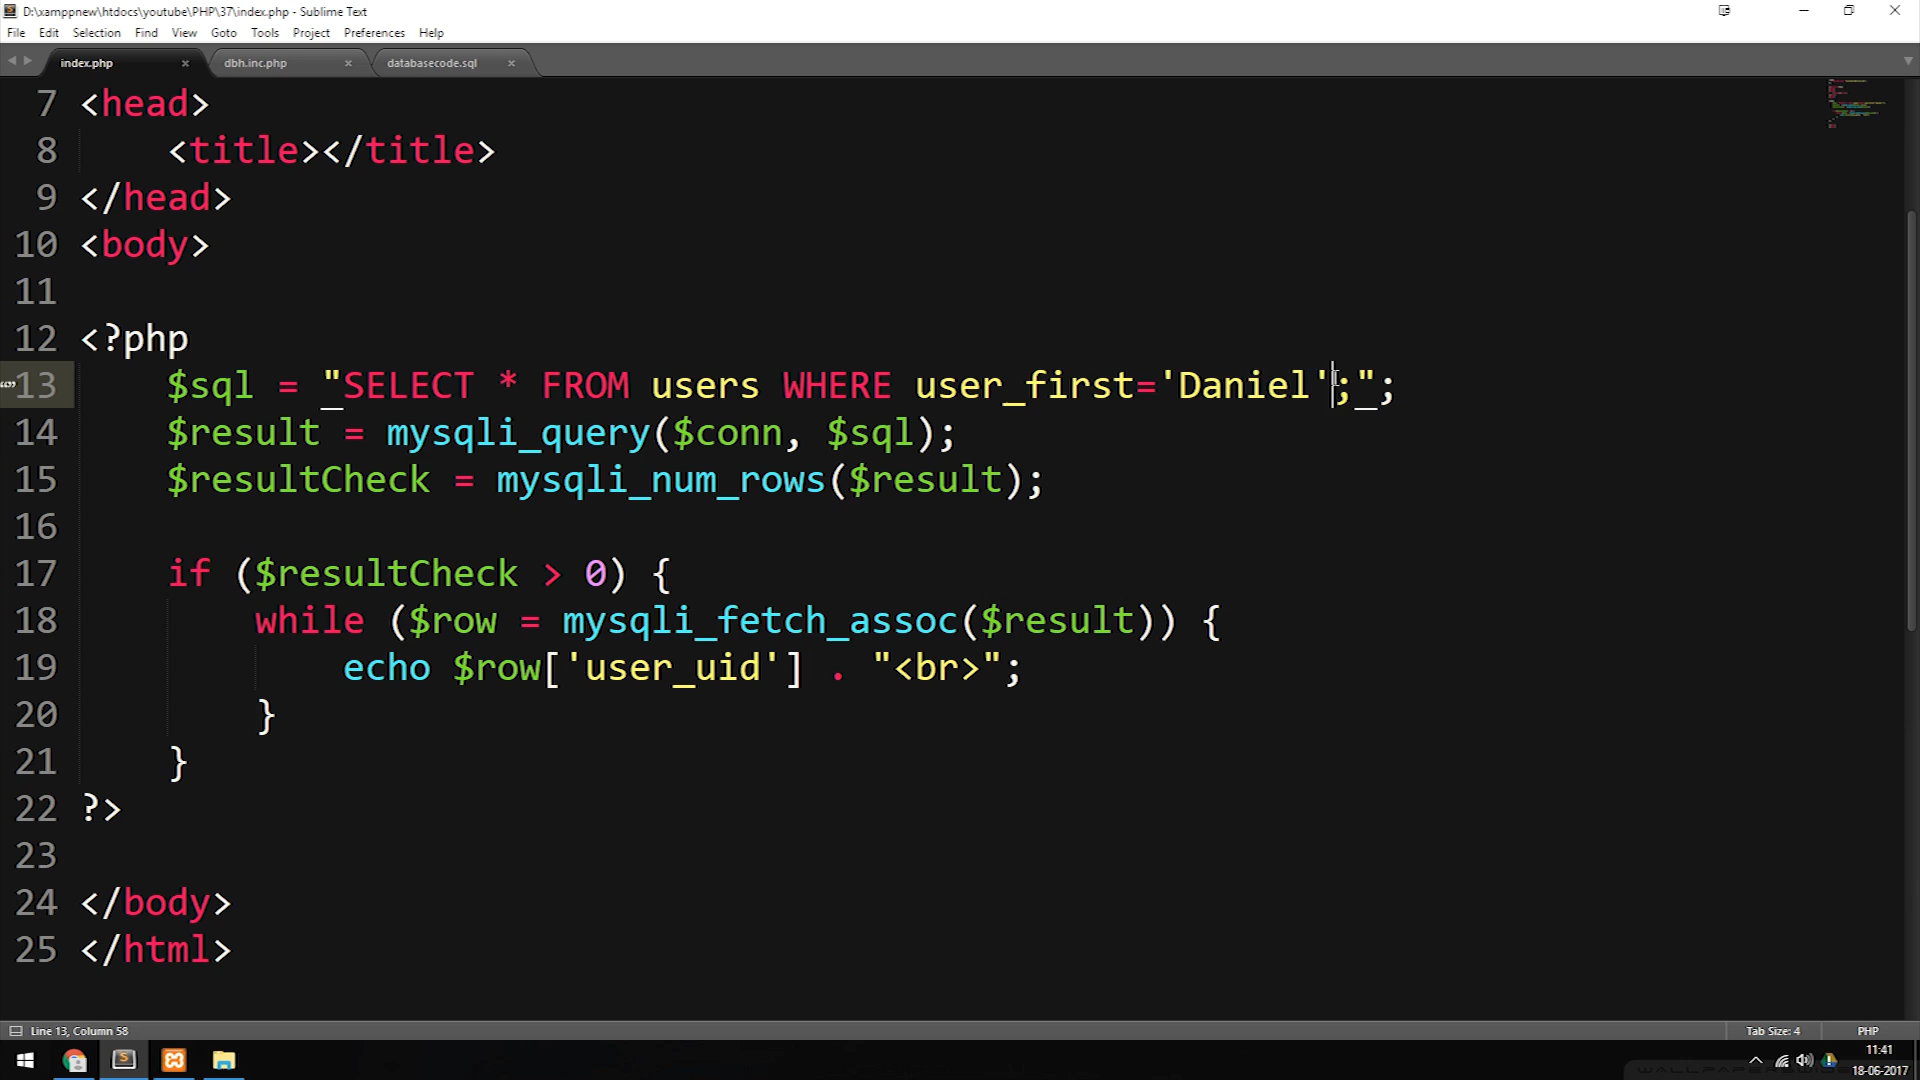 D:\xamppnew\htdocs\youtube\PHP\37\index.php - Sublime Text
File Edit Selection Find View Goto Tools Project Preferences Help
index.php dbh.inc.php databasecode.sql
7 <head>
8 <title></title>
9 </head>
10 <body>
11
12 <?php
13 $sql = "SELECT * FROM users WHERE user_first='Daniel';";
14 $result = mysqli_query($conn, $sql);
15 $resultCheck = mysqli_num_rows($result);
16
17 if ($resultCheck > 0) {
18 while ($row = mysqli_fetch_assoc($result)) {
19 echo $row['user_uid'] . "<br>";
20 }
21 }
22 ?>
23
24 </body>
25 </html>
Line 13, Column 58 Tab Size: 4 PHP
11:41
18-06-2017